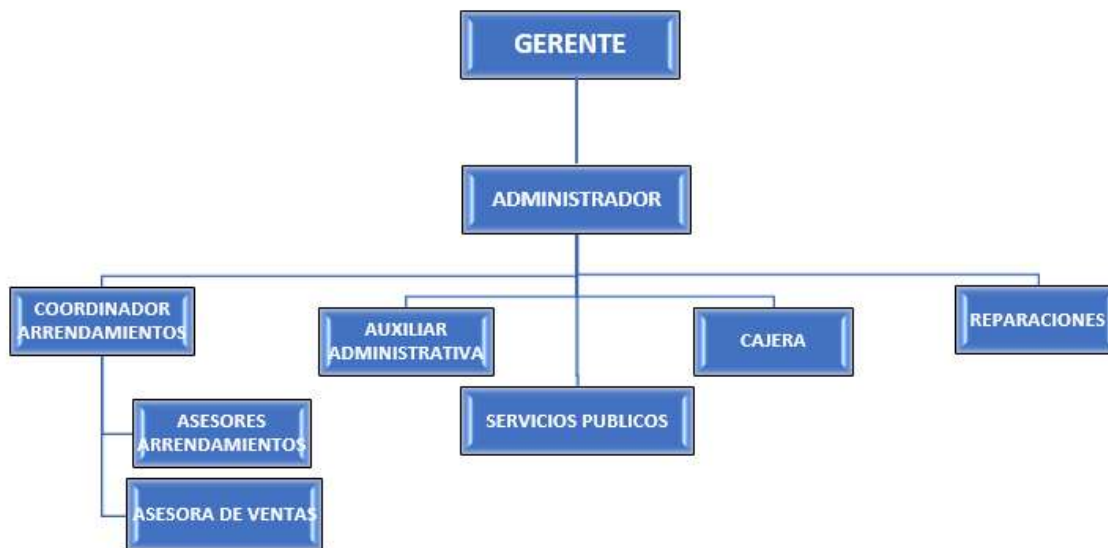 GERENTE
ADMINISTRADOR
COORDINADOR
ARRENDAMIENTOS
AUXILIAR
ADMINISTRATIVA
CAJERA
REPARACIONES
SERVICIOS PUBLICOS
ASESORES
ARRENDAMIENTOS
ASESORA DE VENTAS